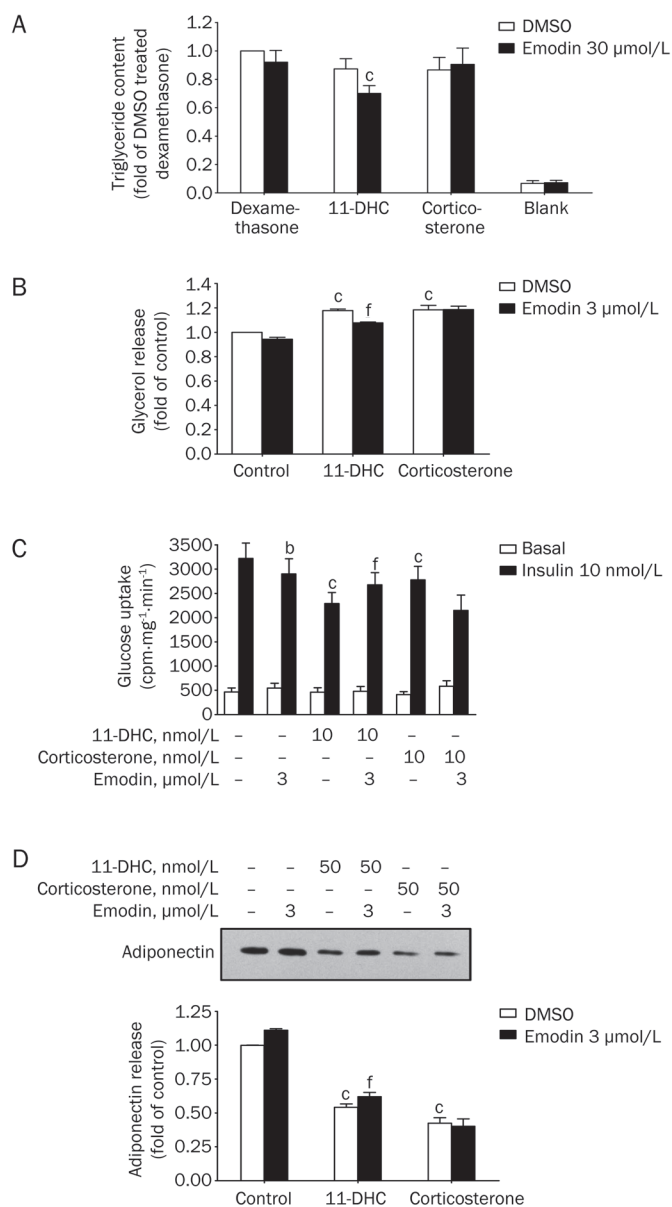 A
Triglyceride content
(fold of DMSO treated
dexamethasone)
1.2
1.0
0.8
0.6
0.4
0.2
0.0
c
DMSO
Emodin 30 μmol/L
Dexame-
thasone
11-DHC
Cortico-
sterone
Blank
B
Glycerol release
(fold of control)
1.4
1.2
1.0
0.8
0.6
0.4
0.2
0.0
c
f
c
DMSO
Emodin 3 μmol/L
Control
11-DHC
Corticosterone
C
Glucose uptake
(cpm·mg⁻¹·min⁻¹)
3500
3000
2500
2000
1500
1000
500
0
b
c
f
c
Basal
Insulin 10 nmol/L
11-DHC, nmol/L – – 10 10 – –
Corticosterone, nmol/L – – – – 10 10
Emodin, μmol/L – 3 – 3 – 3
D
11-DHC, nmol/L – – 50 50 – –
Corticosterone, nmol/L – – – – 50 50
Emodin, μmol/L – 3 – 3 – 3
Adiponectin
Adiponectin release
(fold of control)
1.25
1.00
0.75
0.50
0.25
0.00
c
f
c
DMSO
Emodin 3 μmol/L
Control
11-DHC
Corticosterone